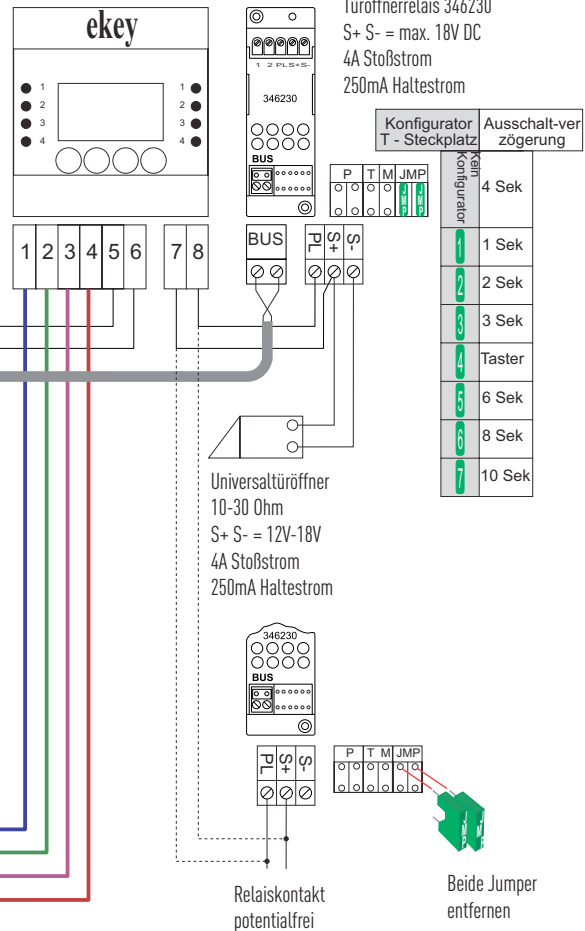 Türöffnerrelais 346230
S+ S- = max. 18V DC
4A Stoßstrom
250mA Haltestrom
ekey
1 1
2 2
3 3
4 4
1 2 PL S+ S-
346230
BUS
P T M JMP
JMP JMP
Konfigurator T - Steckplatz
Ausschalt-ver zögerung
Kein Konfigurator 4 Sek
1 1 Sek
2 2 Sek
3 3 Sek
4 Taster
5 6 Sek
6 8 Sek
7 10 Sek
1 2 3 4 5 6 7 8
BUS
PL S+ S-
Universaltüröffner
10-30 Ohm
S+ S- = 12V-18V
4A Stoßstrom
250mA Haltestrom
346230
BUS
PL S+ S-
P T M JMP
JMP
JMP
Relaiskontakt
potentialfrei
Beide Jumper
entfernen